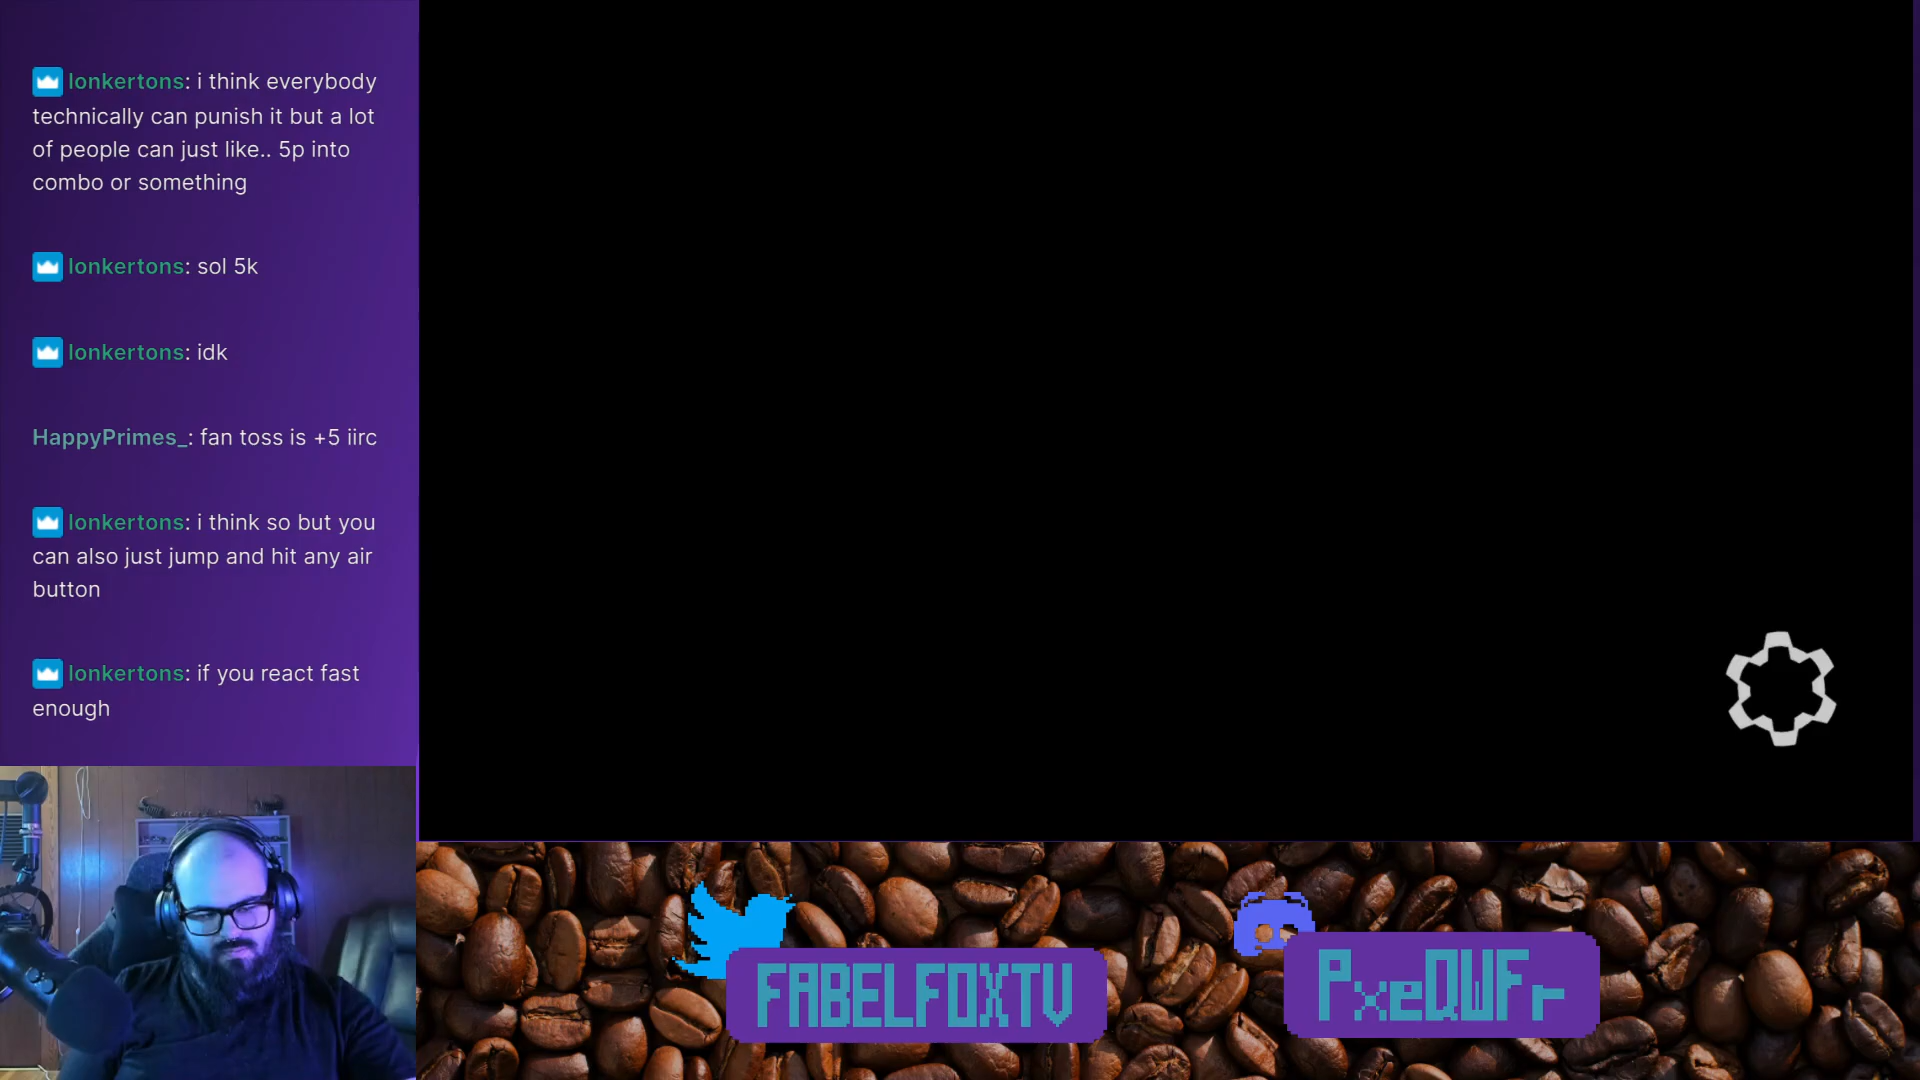 lonkertons: i think everybody
technically can punish it but a lot
of people can just like.. 5p into
combo or something
lonkertons: sol 5k
lonkertons: idk
HappyPrimes_: fan toss is +5 iirc
lonkertons: i think so but you
can also just jump and hit any air
button
lonkertons: if you react fast
enough
FABELFOXTV
PxeQWFr